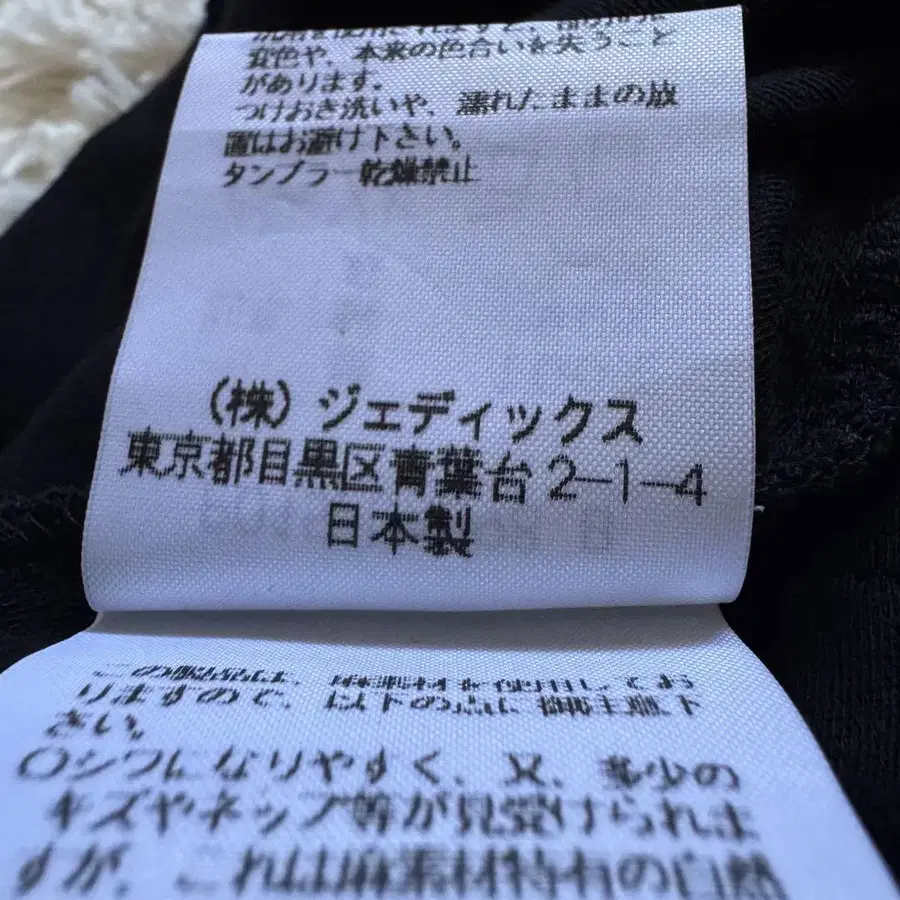 変色や、本来の色合いを失うこと
があります。
つけおき洗いや、濡れたままの放
置はお避け下さい。
タンブラー乾燥禁止
(株) ジェディックス
東京都目黒区青葉台2-1-4
日本製
この製品は、麻素材を使用してお
りますので、以下の点に御注意下
さい。
○シワになりやすく、又、多少の
キズやネップ等が見受けられま
すが、これは麻素材特有の自然